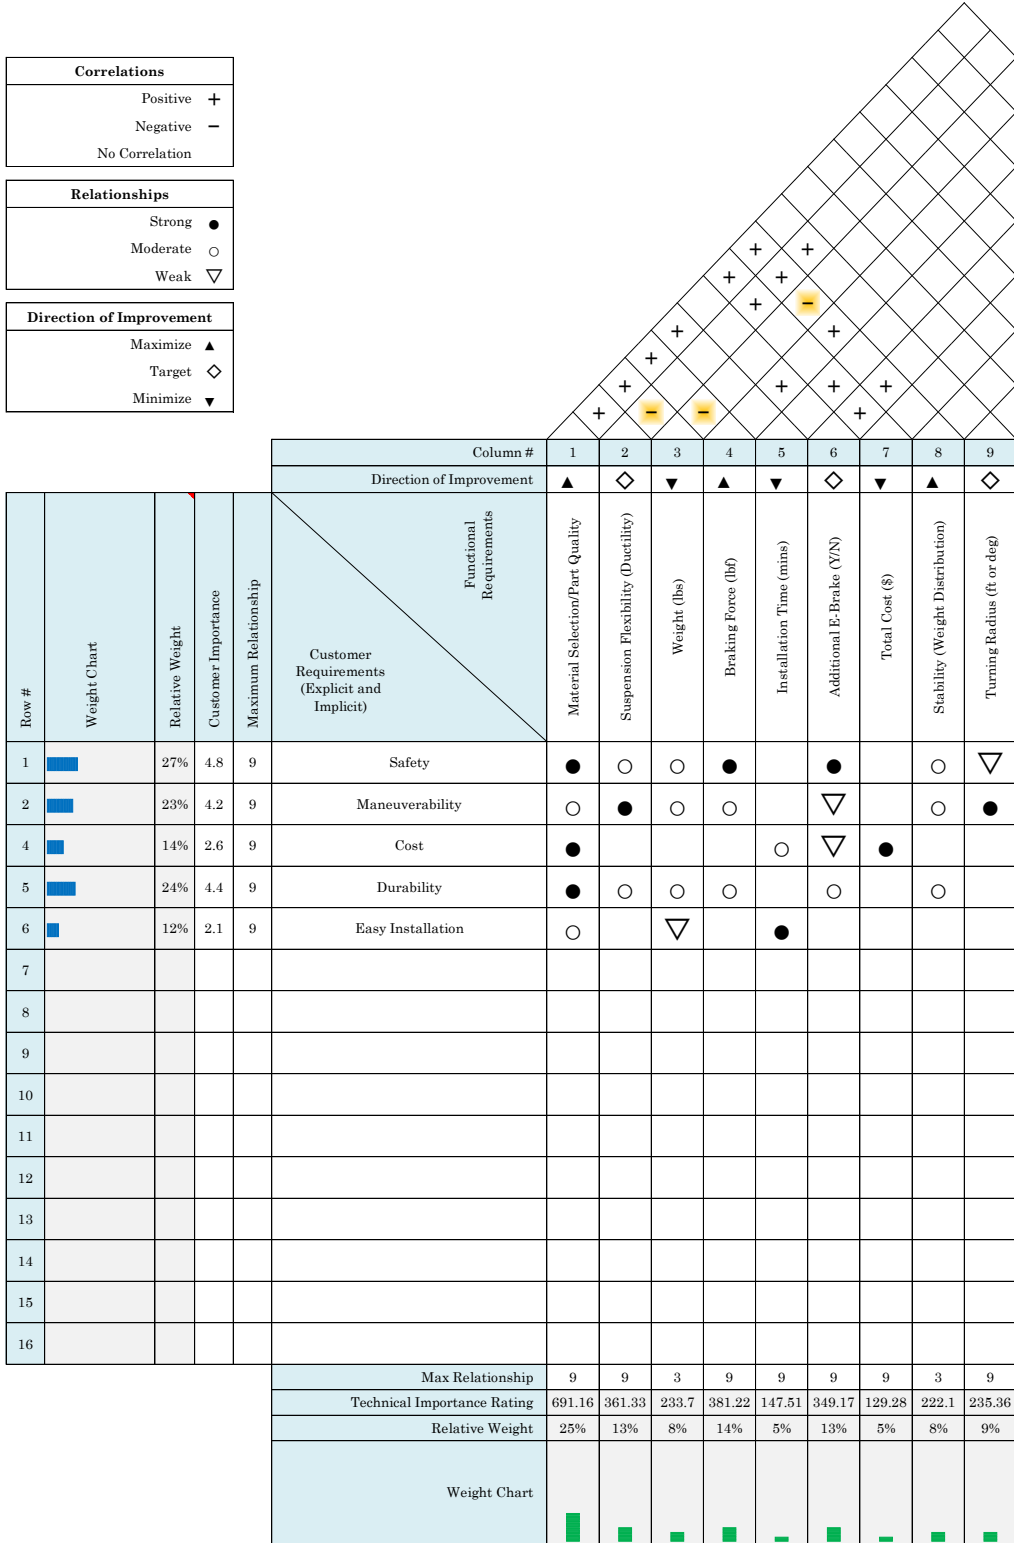 Correlations
Positive +
Negative −
No Correlation
Relationships
Strong ●
Moderate ○
Weak ▽
Direction of Improvement
Maximize ▲
Target ◇
Minimize ▼
+ +
+ +
+ −
+ +
+
+ + + +
+ − − +
Column # 1 2 3 4 5 6 7 8 9
Direction of Improvement ▲ ◇ ▼ ▲ ▼ ◇ ▼ ▲ ◇
Row #
Weight Chart
Relative Weight
Customer Importance
Maximum Relationship
Functional
Requirements
Customer
Requirements
(Explicit and
Implicit)
Material Selection/Part Quality
Suspension Flexibility (Ductility)
Weight (lbs)
Braking Force (lbf)
Installation Time (mins)
Additional E-Brake (Y/N)
Total Cost ($)
Stability (Weight Distribution)
Turning Radius (ft or deg)
1 27% 4.8 9 Safety ● ○ ○ ● ● ○ ▽
2 23% 4.2 9 Maneuverability ○ ● ○ ○ ▽ ○ ●
4 14% 2.6 9 Cost ● ○ ▽ ●
5 24% 4.4 9 Durability ● ○ ○ ○ ○ ○
6 12% 2.1 9 Easy Installation ○ ▽ ●
7
8
9
10
11
12
13
14
15
16
Max Relationship 9 9 3 9 9 9 9 3 9
Technical Importance Rating 691.16 361.33 233.7 381.22 147.51 349.17 129.28 222.1 235.36
Relative Weight 25% 13% 8% 14% 5% 13% 5% 8% 9%
Weight Chart